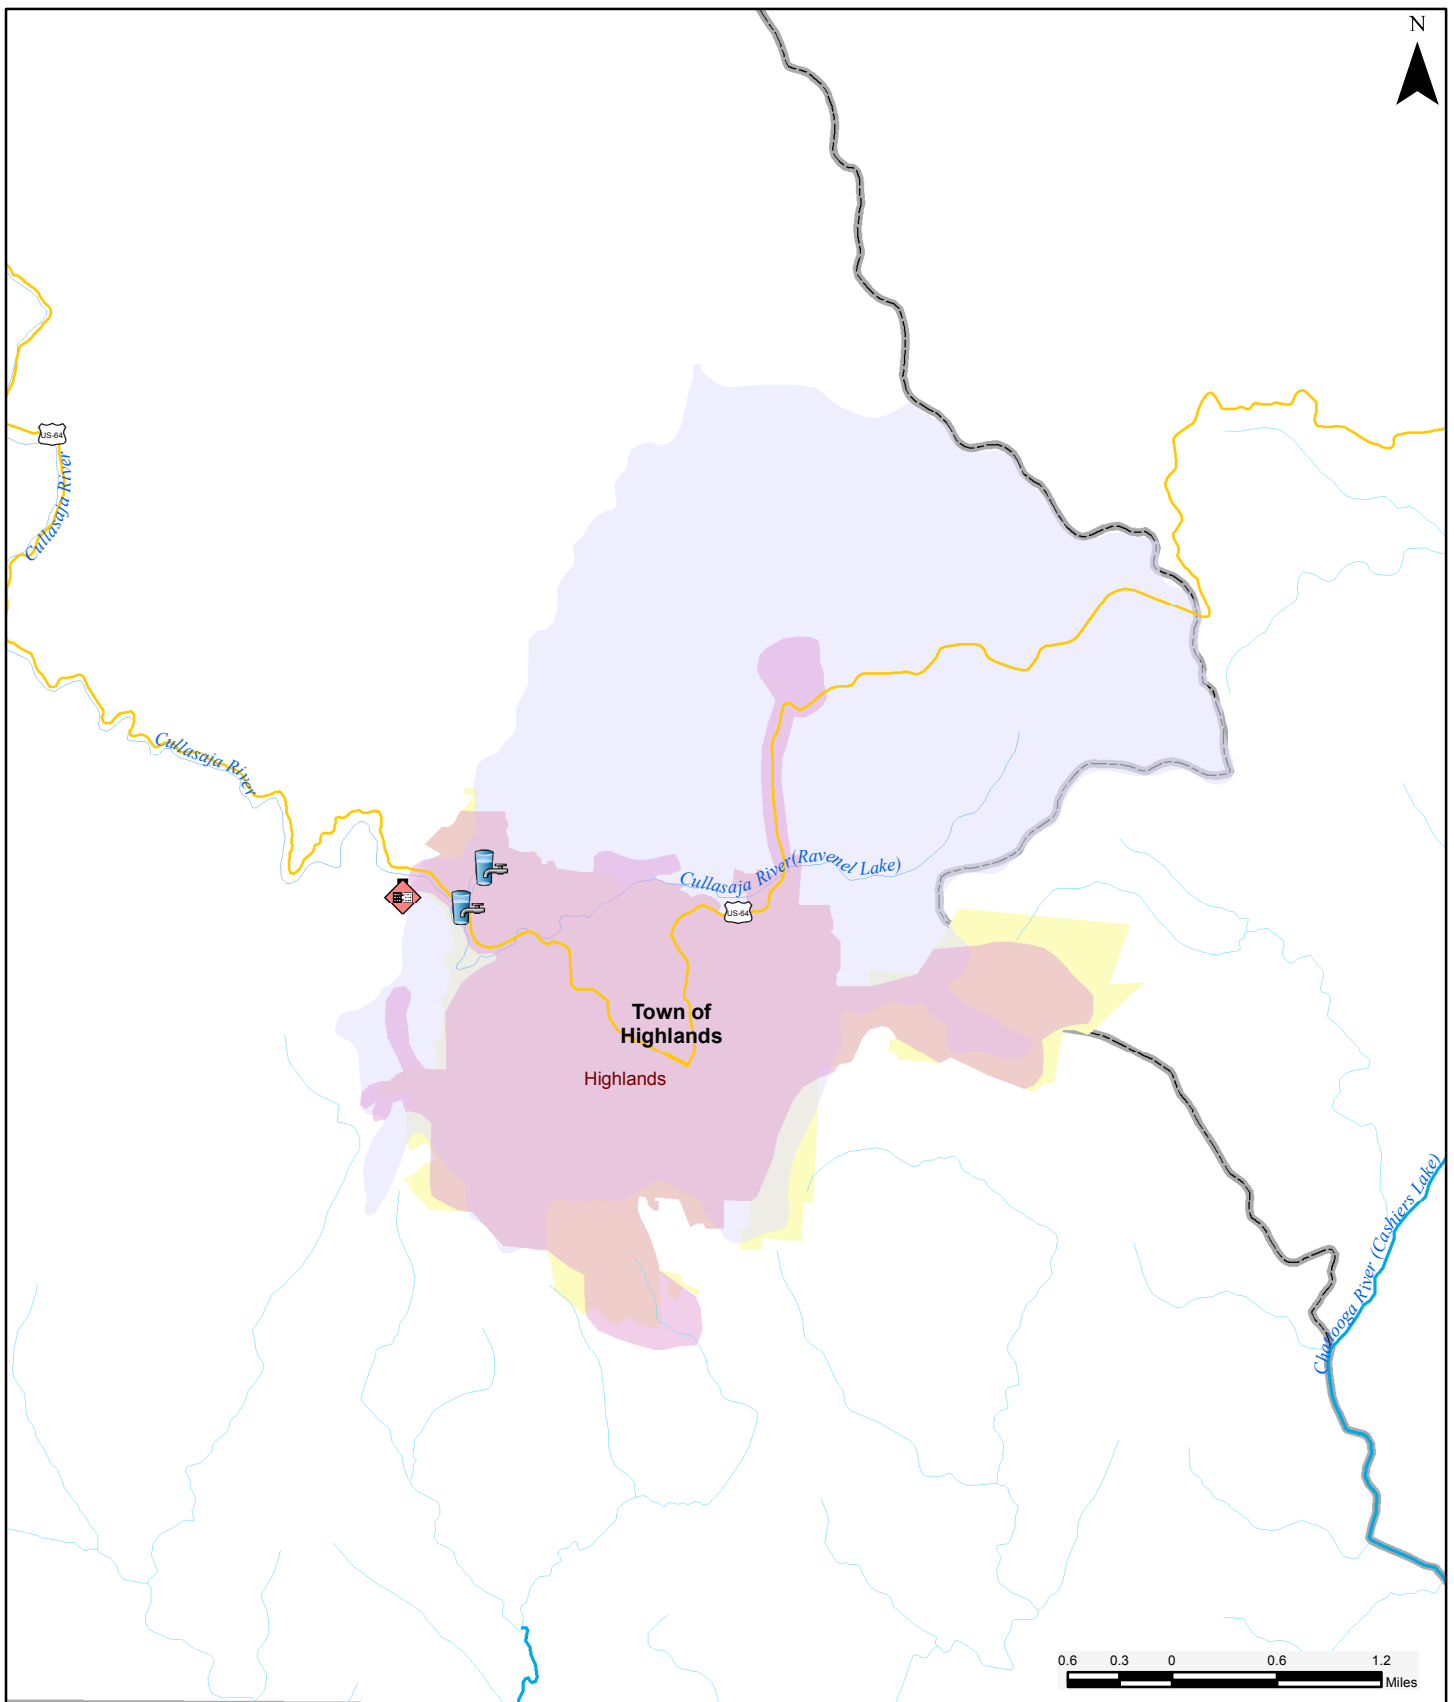 N
US-64
Cullasaja River
Cullasaja River
Cullasaja River(Ravenel Lake)
US-64
Town of
Highlands
Highlands
Chattooga River (Cashiers Lake)
0.6 0.3 0 0.6 1.2
Miles